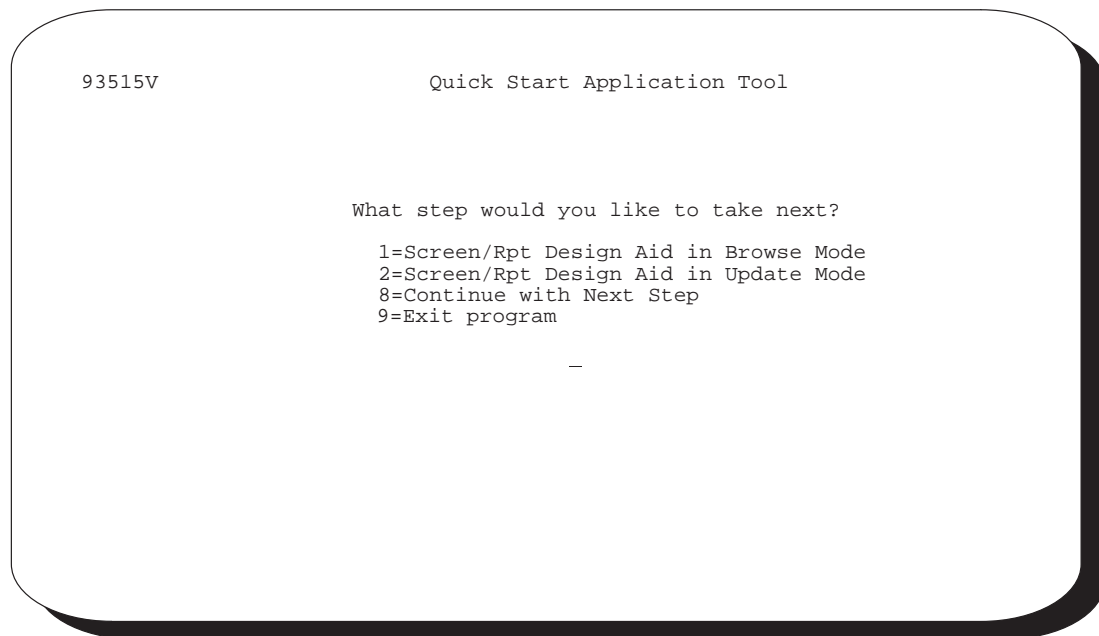 93515V Quick Start Application Tool
What step would you like to take next?
1=Screen/Rpt Design Aid in Browse Mode
2=Screen/Rpt Design Aid in Update Mode
8=Continue with Next Step
9=Exit program
_